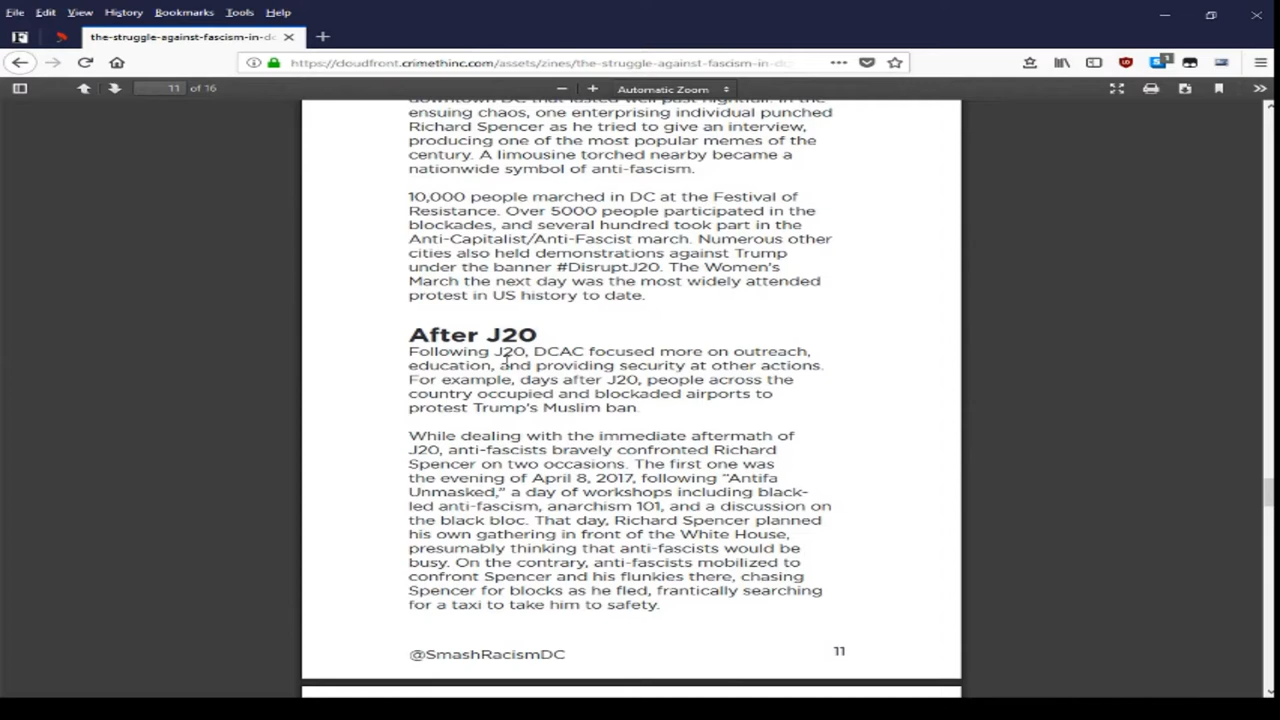 File Edit View History Bookmarks Tools Help
the-struggle-against-fascism-in-dc
https://cloudfront.crimethinc.com/assets/zines/the-struggle-against-fascism-in-dc
11 of 16
Automatic Zoom
downtown DC that lasted well past nightfall. In the
ensuing chaos, one enterprising individual punched
Richard Spencer as he tried to give an interview,
producing one of the most popular memes of the
century. A limousine torched nearby became a
nationwide symbol of anti-fascism.
10,000 people marched in DC at the Festival of
Resistance. Over 5000 people participated in the
blockades, and several hundred took part in the
Anti-Capitalist/Anti-Fascist march. Numerous other
cities also held demonstrations against Trump
under the banner #DisruptJ20. The Women's
March the next day was the most widely attended
protest in US history to date.
After J20
Following J20, DCAC focused more on outreach,
education, and providing security at other actions.
For example, days after J20, people across the
country occupied and blockaded airports to
protest Trump's Muslim ban.
While dealing with the immediate aftermath of
J20, anti-fascists bravely confronted Richard
Spencer on two occasions. The first one was
the evening of April 8, 2017, following "Antifa
Unmasked," a day of workshops including black-
led anti-fascism, anarchism 101, and a discussion on
the black bloc. That day, Richard Spencer planned
his own gathering in front of the White House,
presumably thinking that anti-fascists would be
busy. On the contrary, anti-fascists mobilized to
confront Spencer and his flunkies there, chasing
Spencer for blocks as he fled, frantically searching
for a taxi to take him to safety.
@SmashRacismDC
11